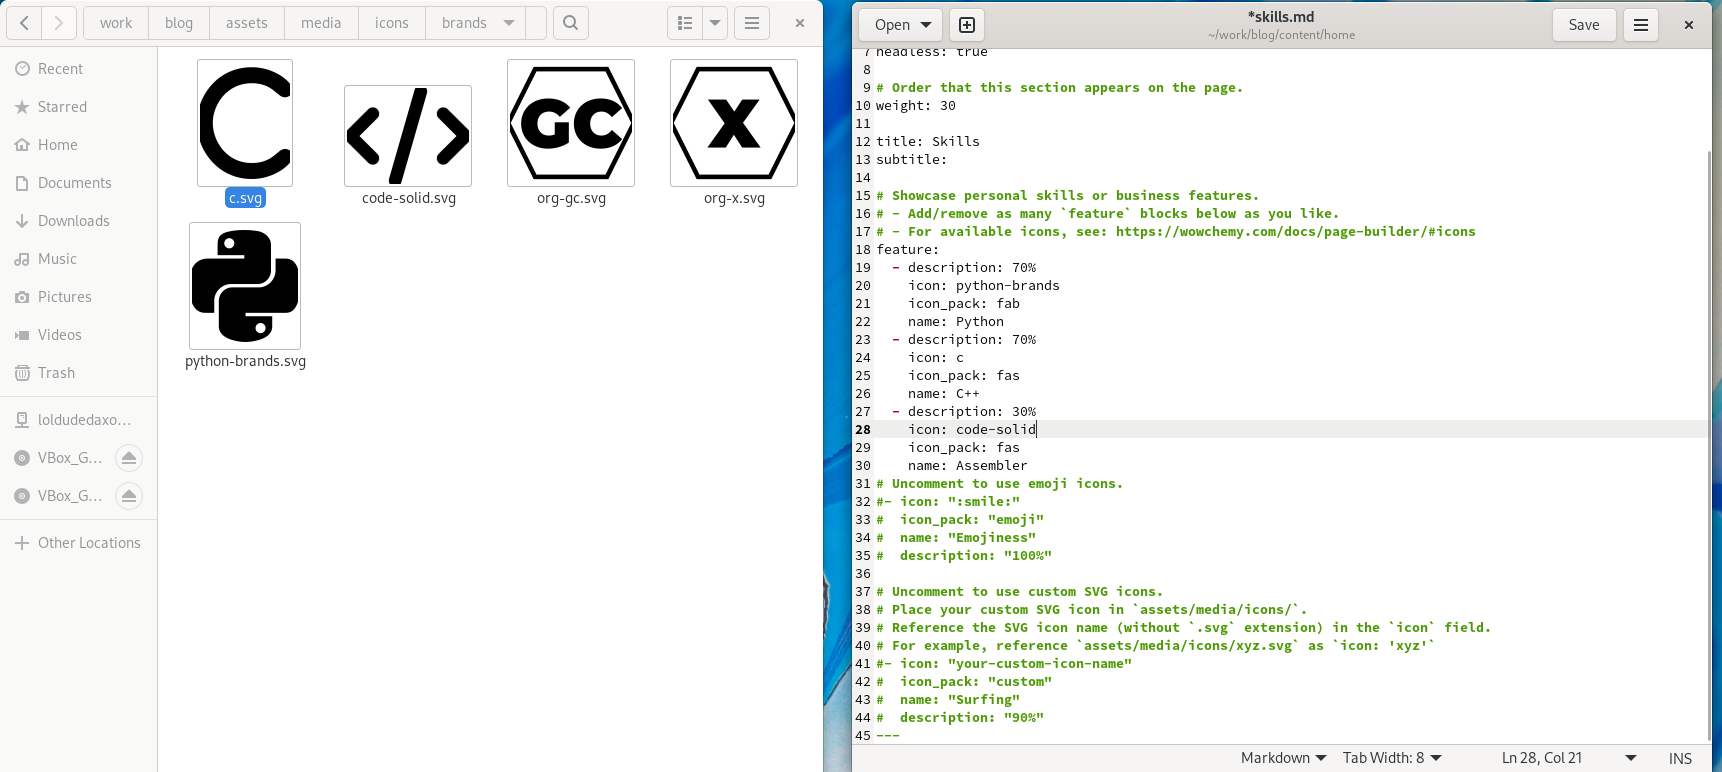 work blog assets media icons brands
Recent
Starred
Home
Documents
Downloads
Music
Pictures
Videos
Trash
loldudedaxo...
VBox_G...
VBox_G...
Other Locations
GC X
c.svg code-solid.svg org-gc.svg org-x.svg
python-brands.svg
Open *skills.md Save
~/work/blog/content/home
7 headless: true
8
9 # Order that this section appears on the page.
10 weight: 30
11
12 title: Skills
13 subtitle:
14
15 # Showcase personal skills or business features.
16 # - Add/remove as many `feature` blocks below as you like.
17 # - For available icons, see: https://wowchemy.com/docs/page-builder/#icons
18 feature:
19   - description: 70%
20     icon: python-brands
21     icon_pack: fab
22     name: Python
23   - description: 70%
24     icon: c
25     icon_pack: fas
26     name: C++
27   - description: 30%
28     icon: code-solid
29     icon_pack: fas
30     name: Assembler
31 # Uncomment to use emoji icons.
32 #- icon: ":smile:"
33 #  icon_pack: "emoji"
34 #  name: "Emojiness"
35 #  description: "100%"
36
37 # Uncomment to use custom SVG icons.
38 # Place your custom SVG icon in `assets/media/icons/`.
39 # Reference the SVG icon name (without `.svg` extension) in the `icon` field.
40 # For example, reference `assets/media/icons/xyz.svg` as `icon: 'xyz'`
41 #- icon: "your-custom-icon-name"
42 #  icon_pack: "custom"
43 #  name: "Surfing"
44 #  description: "90%"
45 ---
Markdown Tab Width: 8 Ln 28, Col 21 INS